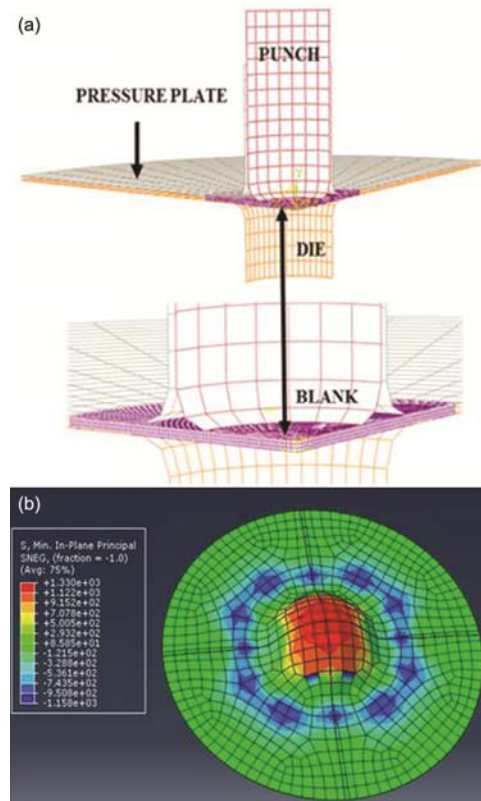 (a)
PUNCH
PRESSURE PLATE
DIE
BLANK
(b)
S, Min. In-Plane Principal
SNEG, (fraction = -1.0)
(Avg: 75%)
+1.330e+03
+1.122e+03
+9.152e+02
+7.078e+02
+5.005e+02
+2.932e+02
+8.585e+01
-1.215e+02
-3.288e+02
-5.361e+02
-7.435e+02
-9.508e+02
-1.158e+03